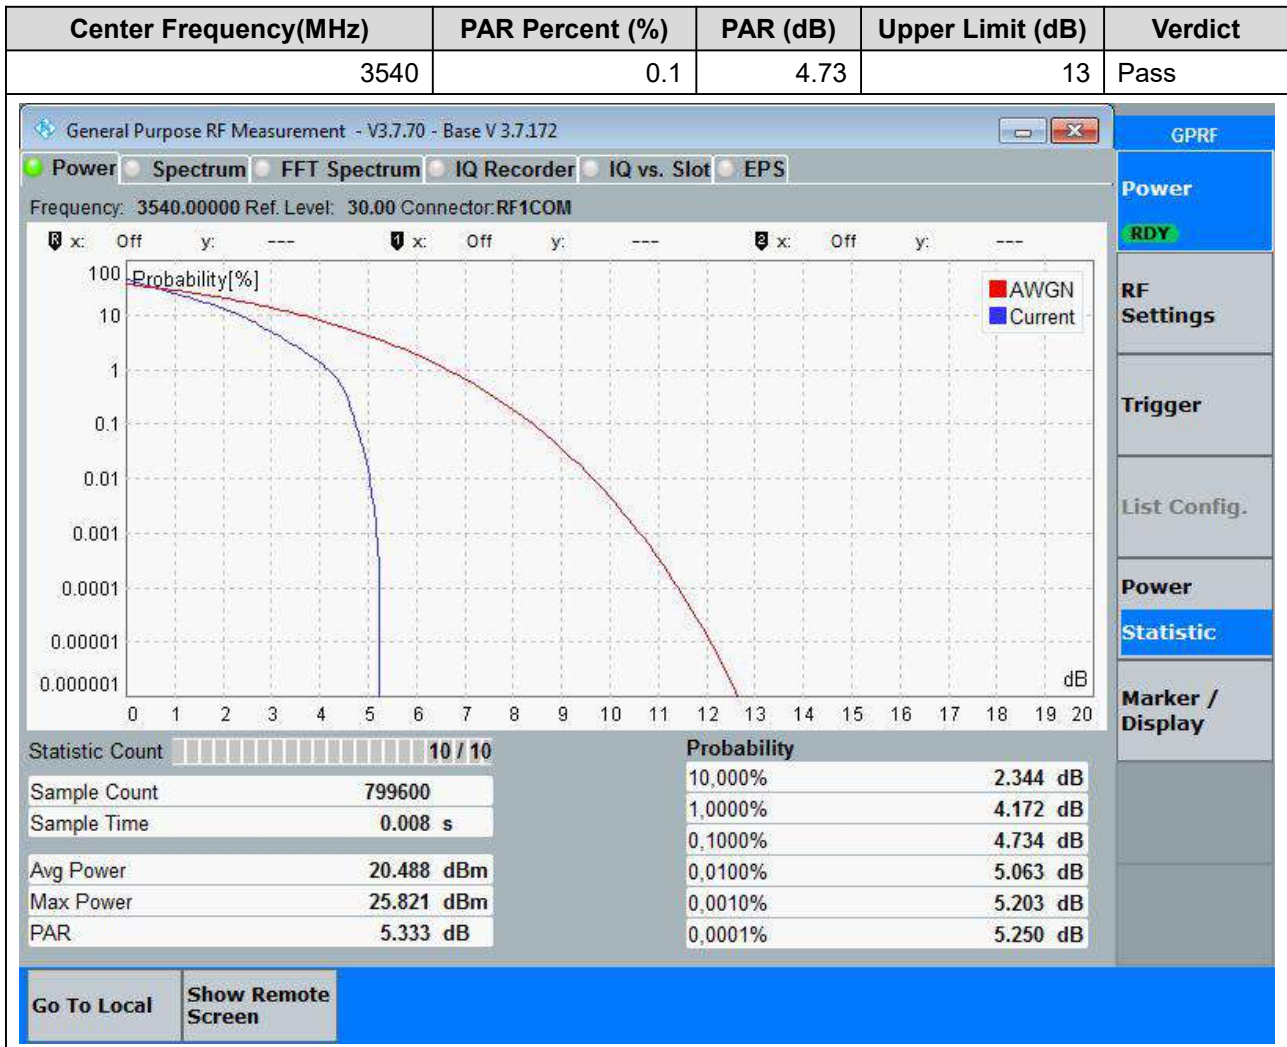 Center Frequency(MHz) PAR Percent (%) PAR (dB) Upper Limit (dB) Verdict
3540 0.1 4.73 13 Pass
General Purpose RF Measurement - V3.7.70 - Base V 3.7.172
GPRF
Power Spectrum FFT Spectrum IQ Recorder IQ vs. Slot EPS
Frequency: 3540.00000 Ref. Level: 30.00 Connector:RF1COM
R x: Off y: --- 1 x: Off y: --- 2 x: Off y: ---
Probability[%]
100
10
1
0.1
0.01
0.001
0.0001
0.00001
0.000001
AWGN
Current
dB
0 1 2 3 4 5 6 7 8 9 10 11 12 13 14 15 16 17 18 19 20
Statistic Count 10 / 10
Sample Count 799600
Sample Time 0.008 s
Avg Power 20.488 dBm
Max Power 25.821 dBm
PAR 5.333 dB
Probability
10,000% 2.344 dB
1,0000% 4.172 dB
0,1000% 4.734 dB
0,0100% 5.063 dB
0,0010% 5.203 dB
0,0001% 5.250 dB
Power
RDY
RF
Settings
Trigger
List Config.
Power
Statistic
Marker /
Display
Go To Local
Show Remote
Screen